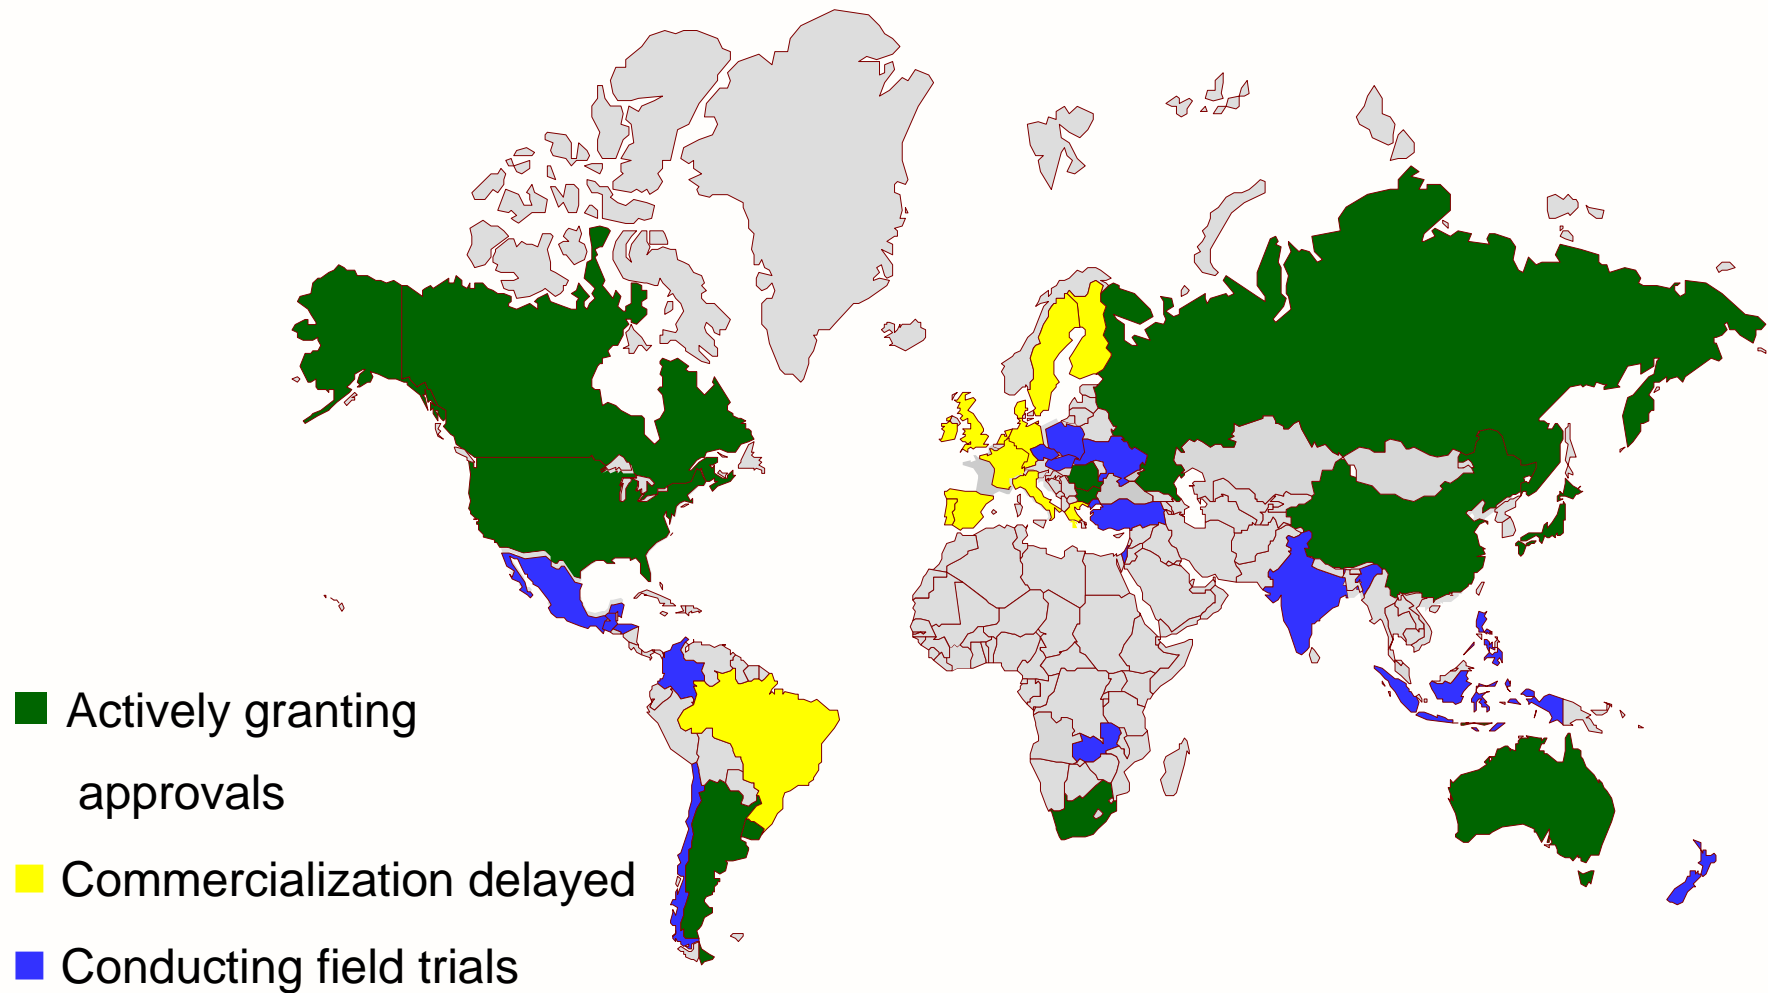 Actively granting
approvals
Commercialization delayed
Conducting field trials